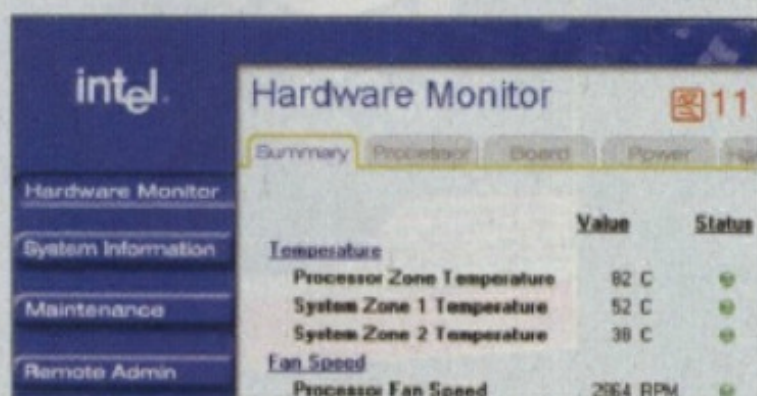 intel.
Hardware Monitor
图11
Summary Processor Board Power
Hardware Monitor
System Information
Maintenance
Remote Admin
Value Status
Temperature
Processor Zone Temperature 82 C
System Zone 1 Temperature 52 C
System Zone 2 Temperature 38 C
Fan Speed
Processor Fan Speed 2964 RPM